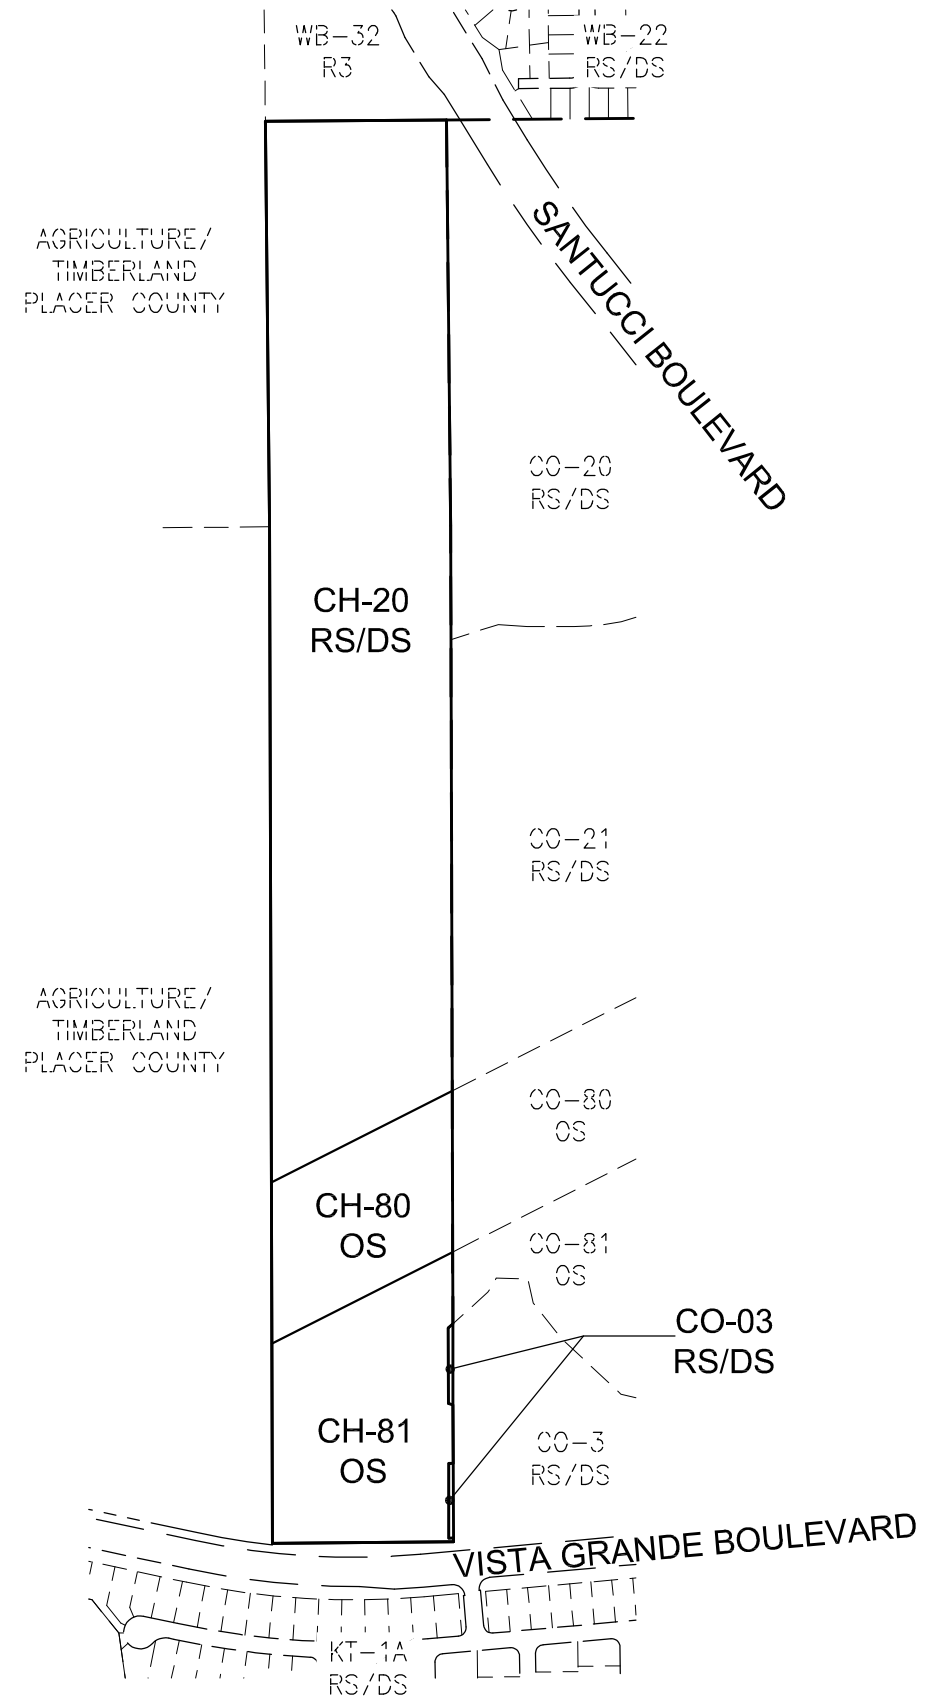 WB-32
R3
WB-22
RS/DS
SANTUCCI BOULEVARD
AGRICULTURE/
TIMBERLAND
PLACER COUNTY
CO-20
RS/DS
CH-20
RS/DS
CO-21
RS/DS
AGRICULTURE/
TIMBERLAND
PLACER COUNTY
CO-80
OS
CH-80
OS
CO-81
OS
CO-03
RS/DS
CH-81
OS
CO-3
RS/DS
VISTA GRANDE BOULEVARD
KT-1A
RS/DS